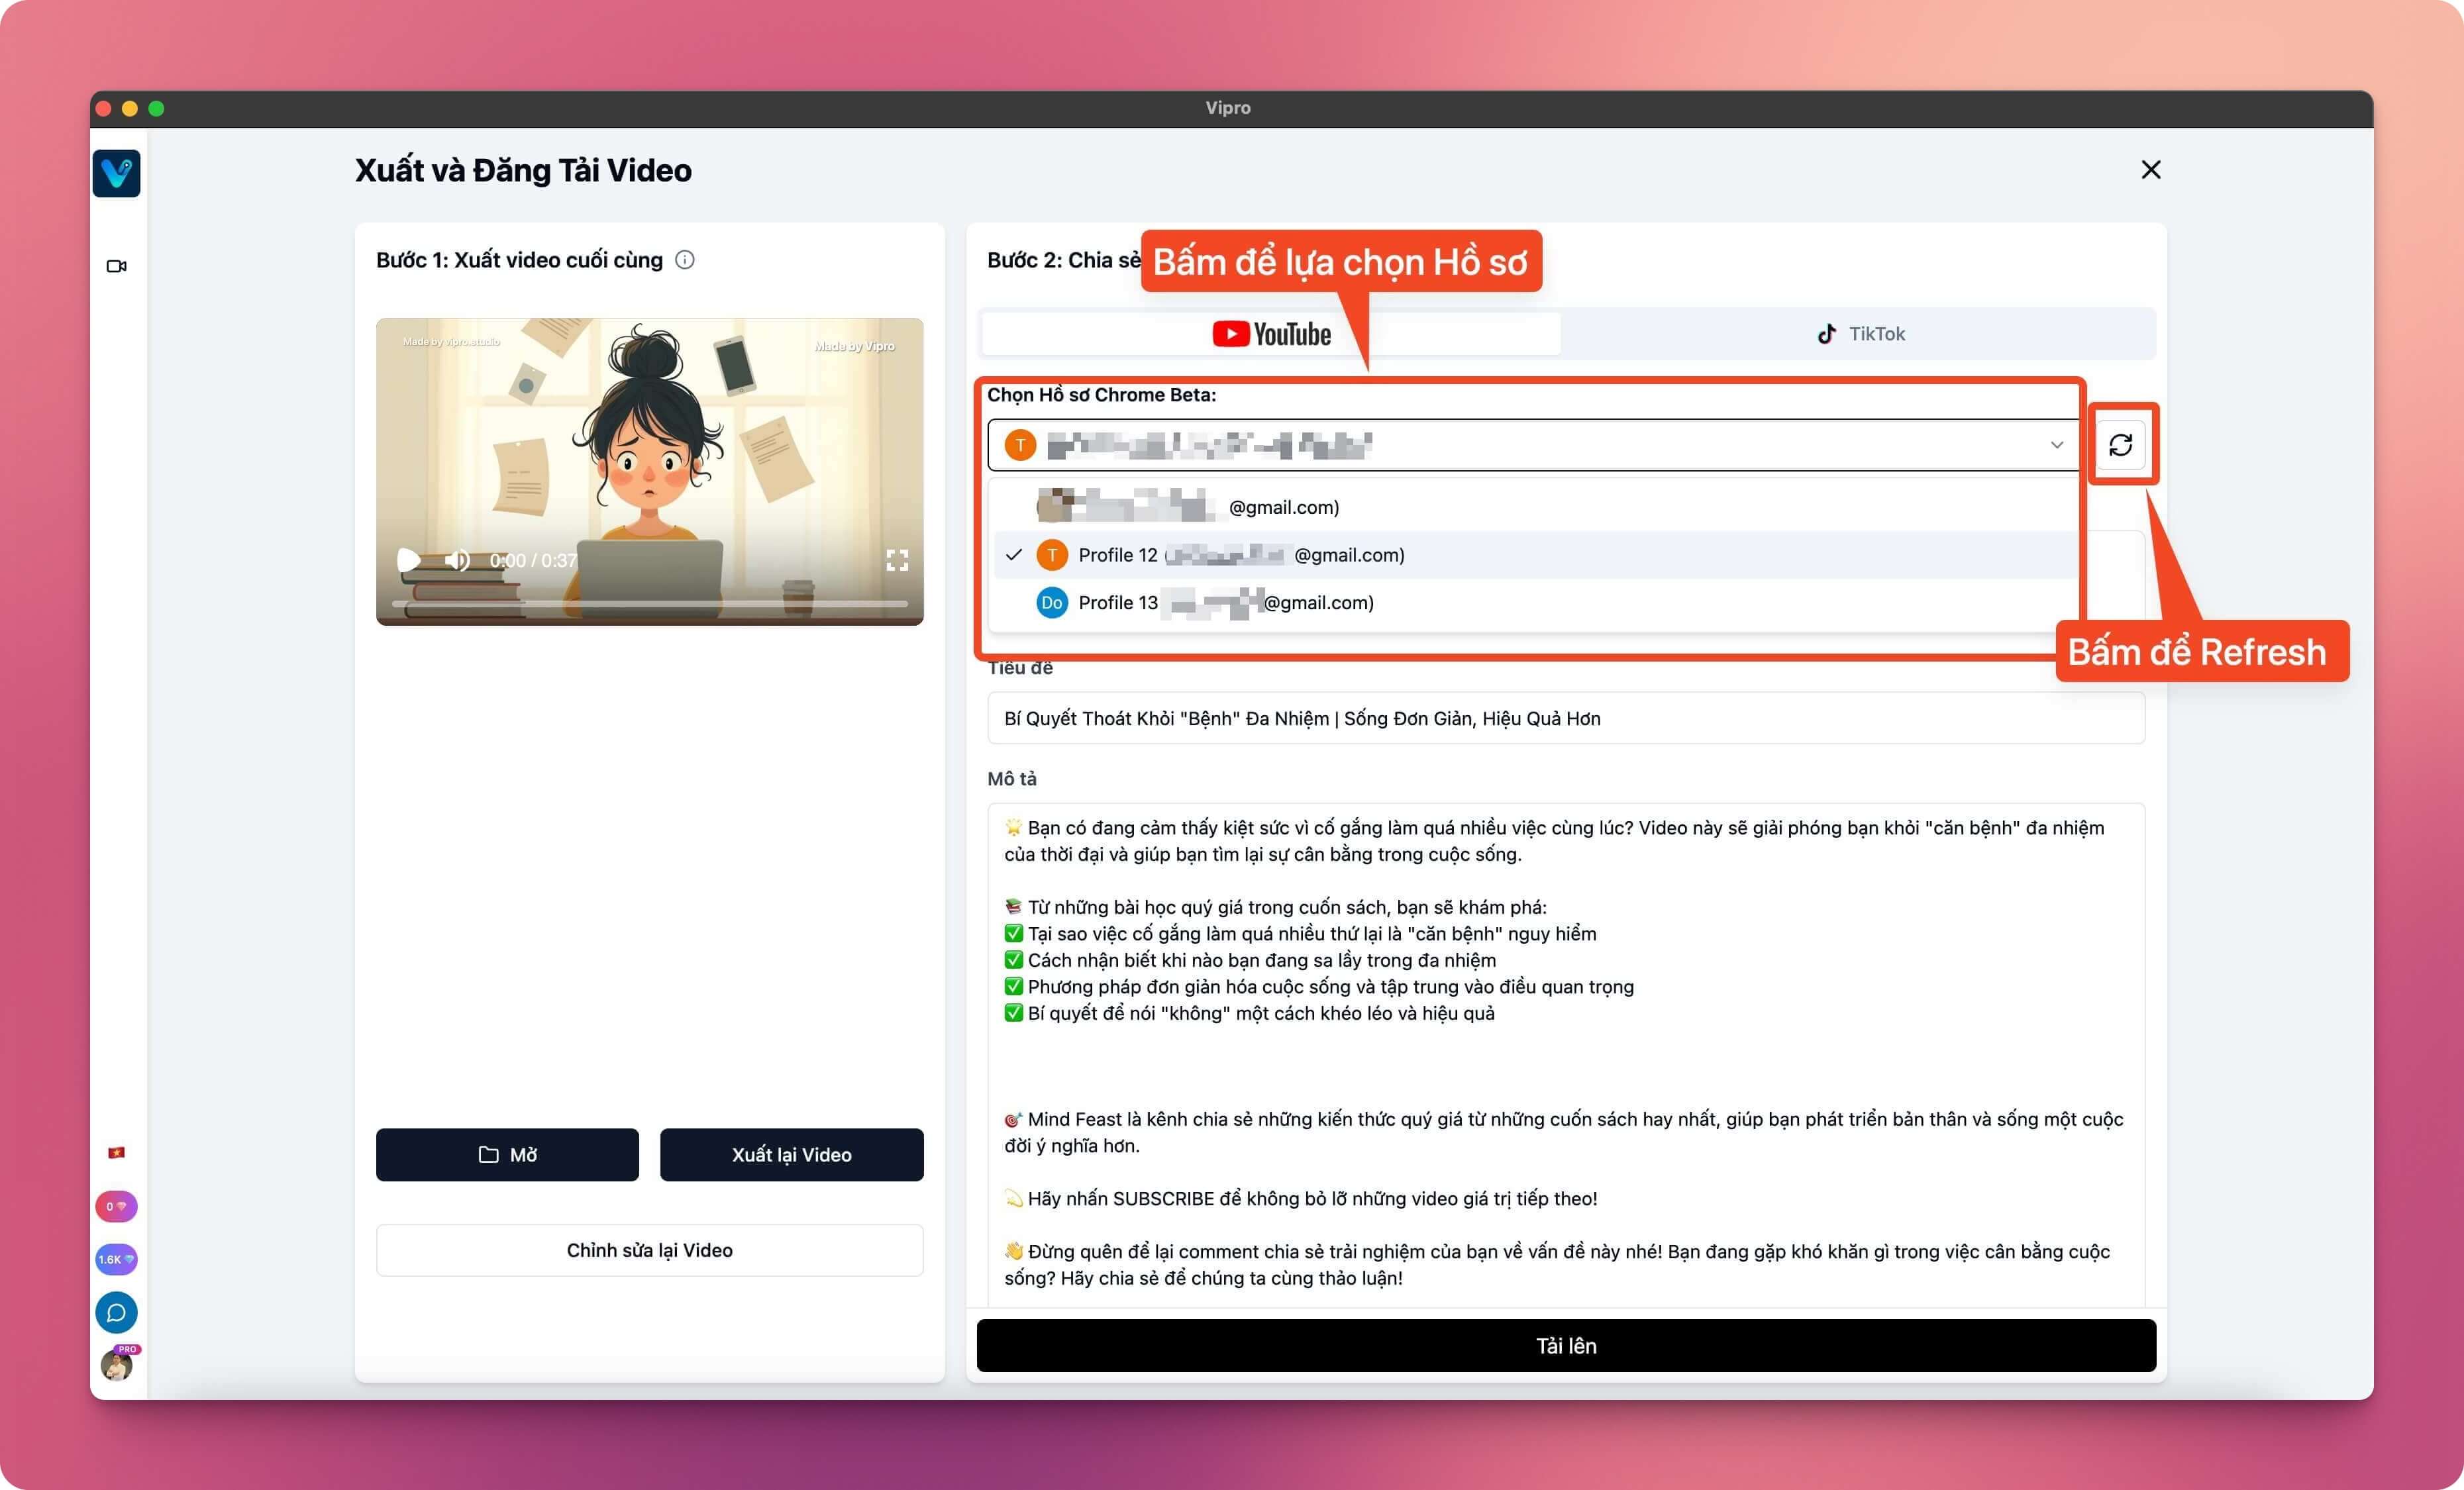 Vipro
Xuất và Đăng Tải Video
Bước 1: Xuất video cuối cùng
Made by vipro.studio
Made by Vipro
0:00 / 0:37
Mở
Xuất lại Video
Chỉnh sửa lại Video
0
1.6K
PRO
Bước 2: Chia sẻ
Bấm để lựa chọn Hồ sơ
YouTube
TikTok
Chọn Hồ sơ Chrome Beta:
T
@gmail.com)
T Profile 12 ( @gmail.com)
Do Profile 13 @gmail.com)
Bấm để Refresh
Tiêu đề
Bí Quyết Thoát Khỏi "Bệnh" Đa Nhiệm | Sống Đơn Giản, Hiệu Quả Hơn
Mô tả
🌟 Bạn có đang cảm thấy kiệt sức vì cố gắng làm quá nhiều việc cùng lúc? Video này sẽ giải phóng bạn khỏi "căn bệnh" đa nhiệm
của thời đại và giúp bạn tìm lại sự cân bằng trong cuộc sống.
📚 Từ những bài học quý giá trong cuốn sách, bạn sẽ khám phá:
✅ Tại sao việc cố gắng làm quá nhiều thứ lại là "căn bệnh" nguy hiểm
✅ Cách nhận biết khi nào bạn đang sa lầy trong đa nhiệm
✅ Phương pháp đơn giản hóa cuộc sống và tập trung vào điều quan trọng
✅ Bí quyết để nói "không" một cách khéo léo và hiệu quả
🎯 Mind Feast là kênh chia sẻ những kiến thức quý giá từ những cuốn sách hay nhất, giúp bạn phát triển bản thân và sống một cuộc
đời ý nghĩa hơn.
💫 Hãy nhấn SUBSCRIBE để không bỏ lỡ những video giá trị tiếp theo!
👋 Đừng quên để lại comment chia sẻ trải nghiệm của bạn về vấn đề này nhé! Bạn đang gặp khó khăn gì trong việc cân bằng cuộc
sống? Hãy chia sẻ để chúng ta cùng thảo luận!
Tải lên